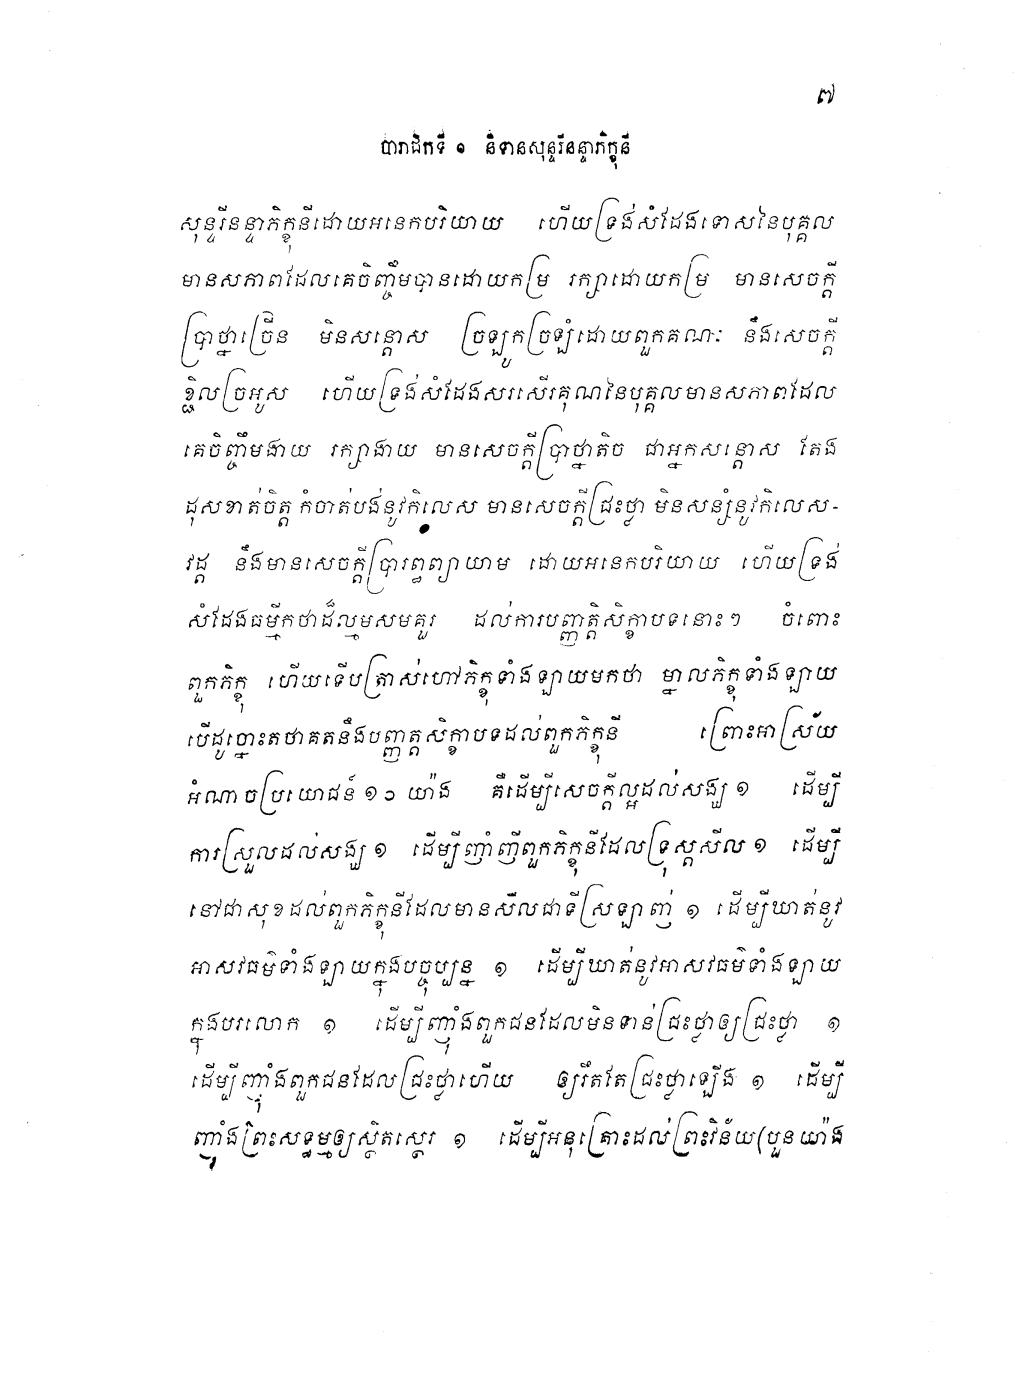 ៧
បារាជិកទី ១ និទានសុន្ទរីនន្ទាភិក្ខុនី
សុន្ទរីនន្ទាភិក្ខុនីដោយអនេកបរិយាយ ហើយទ្រង់សំដែងទោសនៃបុគ្គល
មានសភាពដែលគេចិញ្ចឹមបានដោយកម្រ រក្សាដោយកម្រ មានសេចក្តី
ប្រាថ្នាច្រើន មិនសន្តោស ច្រឡូកច្រឡំដោយពួកគណៈ នឹងសេចក្តី
ខ្ជិលច្រអូស ហើយទ្រង់សំដែងសរសើរគុណនៃបុគ្គលមានសភាពដែល
គេចិញ្ចឹមងាយ រក្សាងាយ មានសេចក្តីប្រាថ្នាតិច ជាអ្នកសន្តោស តែង
ដុសខាត់ចិត្ត កំចាត់បង់នូវកិលេស មានសេចក្តីជ្រះថ្លា មិនសន្សំនូវកិលេស-
វដ្ត នឹងមានសេចក្តីប្រារព្ធព្យាយាម ដោយអនេកបរិយាយ ហើយទ្រង់
សំដែងធម្មីកថាដ៏ល្មមសមគួរ ដល់ការបញ្ញត្តិសិក្ខាបទនោះៗ ចំពោះ
ពួកភិក្ខុ ហើយទើបត្រាស់ហៅភិក្ខុទាំងឡាយមកថា ម្នាលភិក្ខុទាំងឡាយ
បើដូច្នោះតថាគតនឹងបញ្ញត្តសិក្ខាបទដល់ពួកភិក្ខុនី ព្រោះអាស្រ័យ
អំណាចប្រយោជន៍ ១០ យ៉ាង គឺដើម្បីសេចក្តីល្អដល់សង្ឃ ១ ដើម្បី
ការស្រួលដល់សង្ឃ ១ ដើម្បីញាំញីពួកភិក្ខុនីដែលទ្រុស្តសីល ១ ដើម្បី
នៅជាសុខដល់ពួកភិក្ខុនីដែលមានសីលជាទីស្រឡាញ់ ១ ដើម្បីឃាត់នូវ
អាសវធម៌ទាំងឡាយក្នុងបច្ចុប្បន្ន ១ ដើម្បីឃាត់នូវអាសវធម៌ទាំងឡាយ
ក្នុងបរលោក ១ ដើម្បីញ៉ាំងពួកជនដែលមិនទាន់ជ្រះថ្លាឲ្យជ្រះថ្លា ១
ដើម្បីញ៉ាំងពួកជនដែលជ្រះថ្លាហើយ ឲ្យរឹតតែជ្រះថ្លាឡើង ១ ដើម្បី
ញ៉ាំងព្រះសទ្ធម្មឲ្យស្ថិតស្ថេរ ១ ដើម្បីអនុគ្រោះដល់ព្រះវិន័យ(បួនយ៉ាង